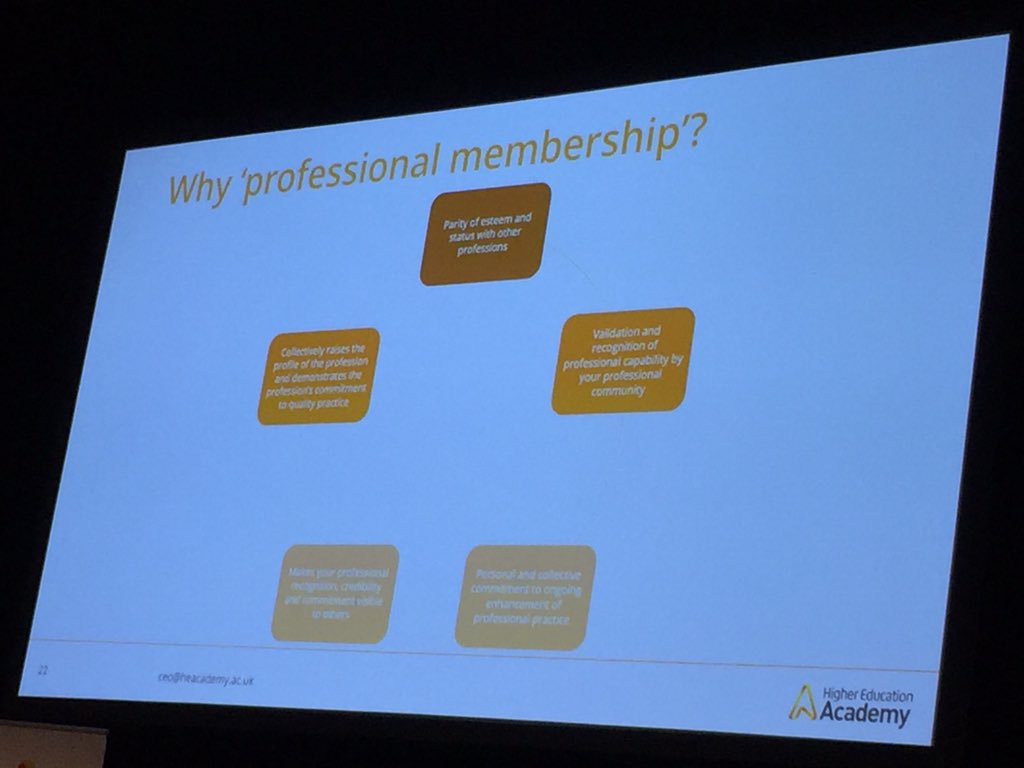 Why 'professional membership'?
Parity of esteem and
status with other
professions
Collectively raises the
profile of the profession
and demonstrates the
profession's commitment
to quality practice
Validation and
recognition of
professional capability by
your professional
community
Makes your professional
recognition, credibility
and commitment visible
to others
Personal and collective
commitment to ongoing
enhancement of
professional practice
22
ceo@heacademy.ac.uk
Higher Education
Academy